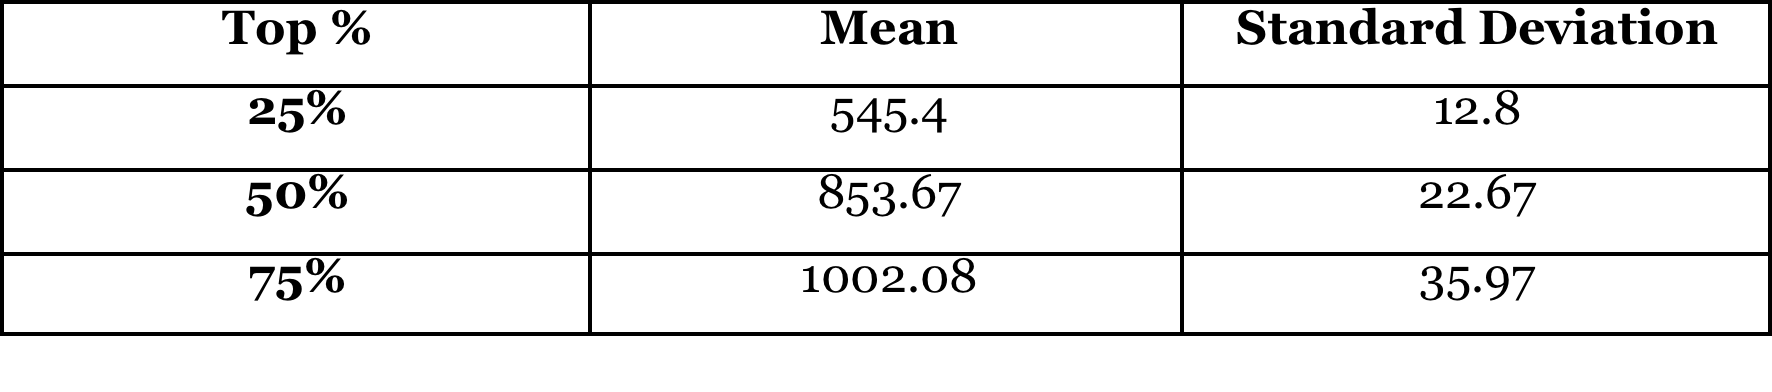 Top % Mean Standard Deviation
25% 545.4 12.8
50% 853.67 22.67
75% 1002.08 35.97